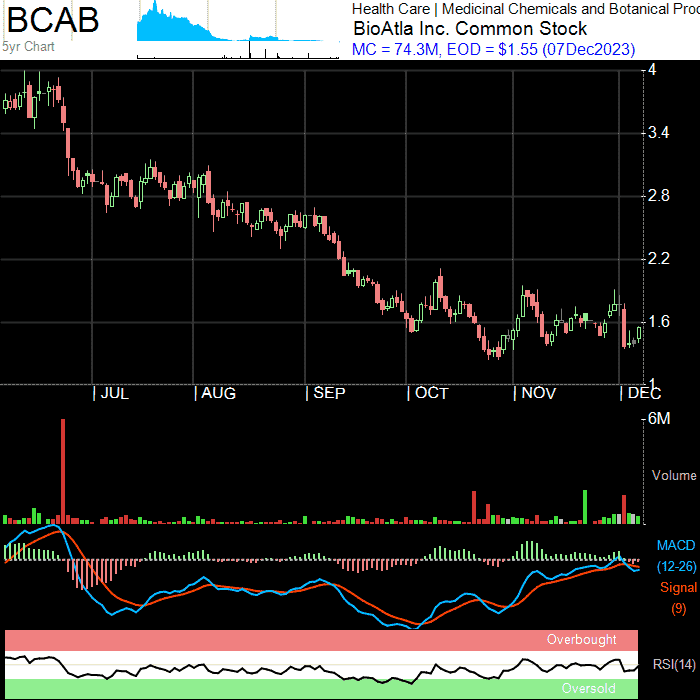 BCAB
5yr Chart
Health Care | Medicinal Chemicals and Botanical Proc
BioAtla Inc. Common Stock
MC = 74.3M, EOD = $1.55 (07Dec2023)
4
3.4
2.8
2.2
1.6
1
JUL AUG SEP OCT NOV DEC
6M
Volume
MACD
(12-26)
Signal
(9)
Overbought
RSI(14)
Oversold